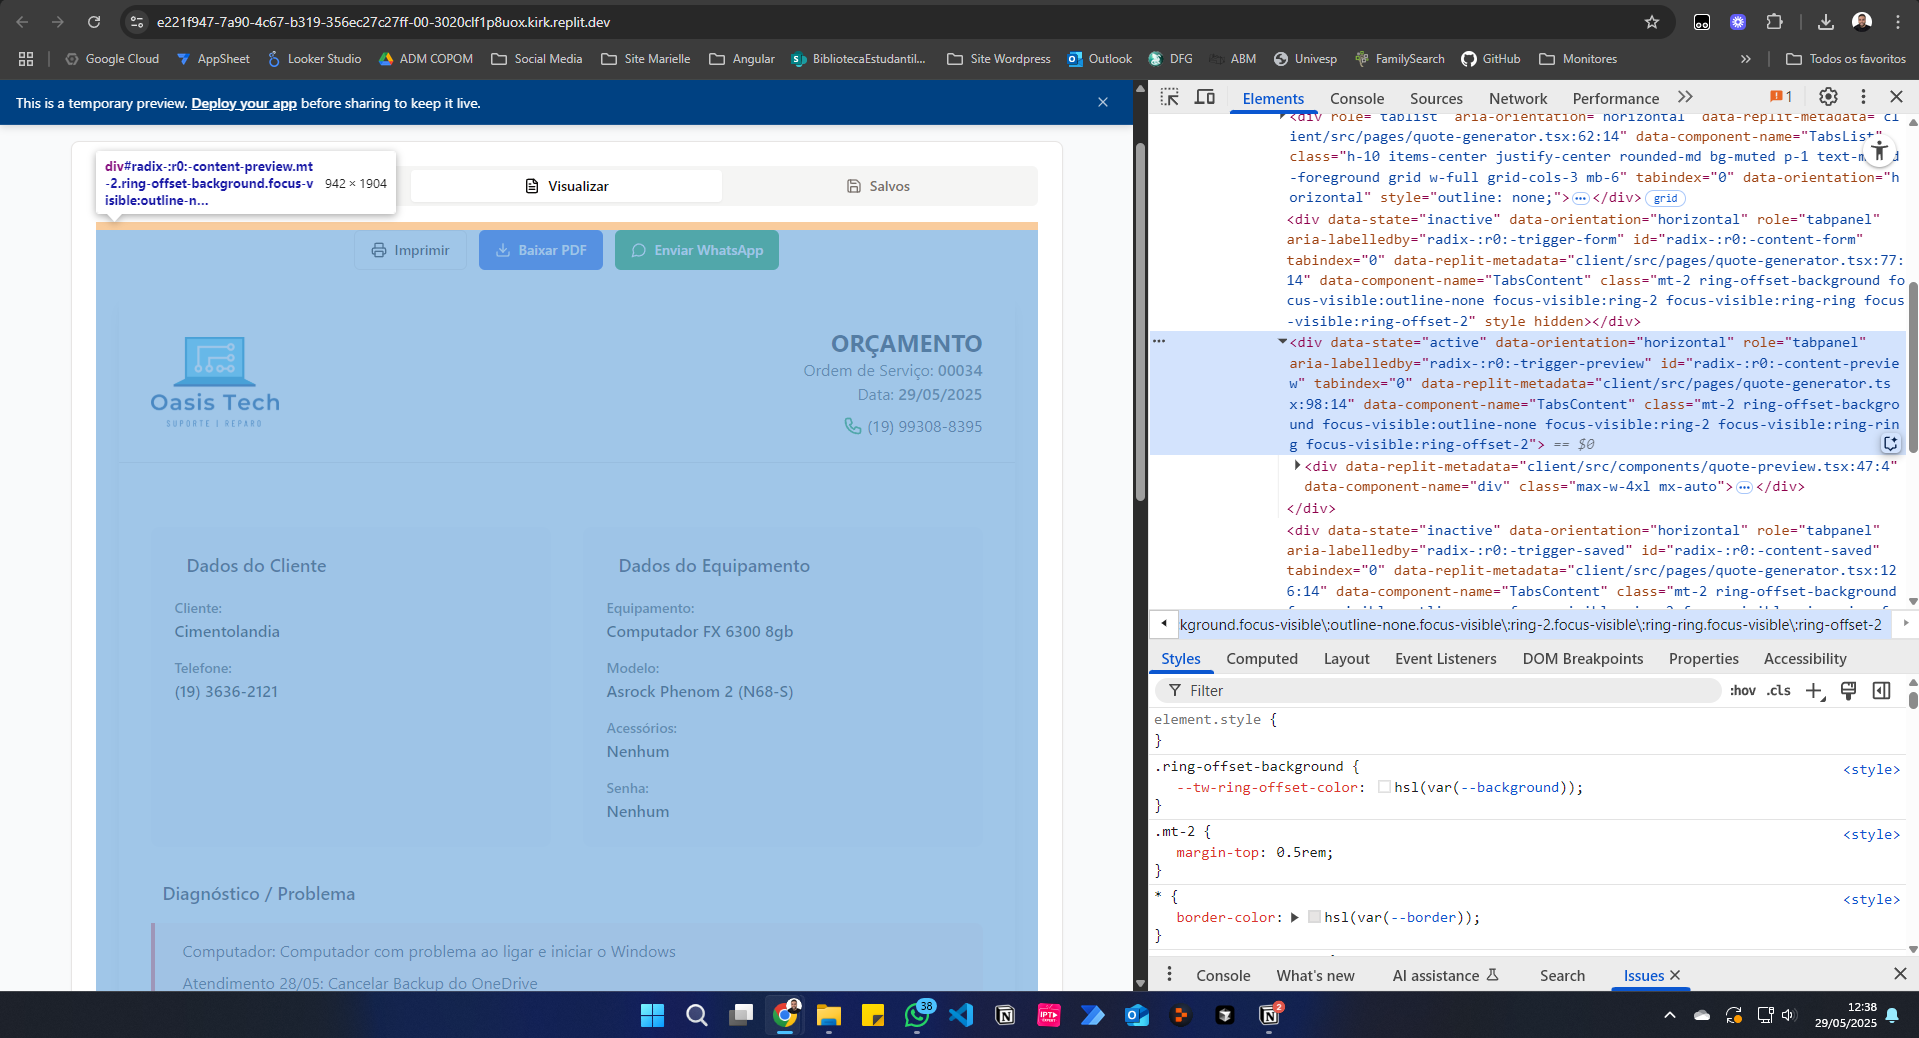 e221f947-7a90-4c67-b319-356ec27c27ff-00-3020clf1p8uox.kirk.replit.dev
Google Cloud AppSheet Looker Studio ADM COPOM Social Media Site Marielle Angular BibliotecaEstudantil... Site Wordpress Outlook DFG ABM Univesp FamilySearch GitHub Monitores » Todos os favoritos
This is a temporary preview. Deploy your app before sharing to keep it live.
div#radix-:r0:-content-preview.mt
-2.ring-offset-background.focus-v
isible:outline-n...
942 × 1904
Visualizar
Salvos
Imprimir
Baixar PDF
Enviar WhatsApp
Oasis Tech
SUPORTE | REPARO
ORÇAMENTO
Ordem de Serviço: 00034
Data: 29/05/2025
(19) 99308-8395
Dados do Cliente
Cliente:
Cimentolandia
Telefone:
(19) 3636-2121
Dados do Equipamento
Equipamento:
Computador FX 6300 8gb
Modelo:
Asrock Phenom 2 (N68-S)
Acessórios:
Nenhum
Senha:
Nenhum
Diagnóstico / Problema
Computador: Computador com problema ao ligar e iniciar o Windows
Atendimento 28/05: Cancelar Backup do OneDrive
Elements Console Sources Network Performance 1
<div role="tablist" aria-orientation="horizontal" data-replit-metadata="cl
ient/src/pages/quote-generator.tsx:62:14" data-component-name="TabsList"
class="h-10 items-center justify-center rounded-md bg-muted p-1 text-m
-foreground grid w-full grid-cols-3 mb-6" tabindex="0" data-orientation="h
orizontal" style="outline: none;">…</div> grid
<div data-state="inactive" data-orientation="horizontal" role="tabpanel"
aria-labelledby="radix-:r0:-trigger-form" id="radix-:r0:-content-form"
tabindex="0" data-replit-metadata="client/src/pages/quote-generator.tsx:77:
14" data-component-name="TabsContent" class="mt-2 ring-offset-background fo
cus-visible:outline-none focus-visible:ring-2 focus-visible:ring-ring focus
-visible:ring-offset-2" style hidden></div>
<div data-state="active" data-orientation="horizontal" role="tabpanel"
aria-labelledby="radix-:r0:-trigger-preview" id="radix-:r0:-content-previe
w" tabindex="0" data-replit-metadata="client/src/pages/quote-generator.ts
x:98:14" data-component-name="TabsContent" class="mt-2 ring-offset-backgro
und focus-visible:outline-none focus-visible:ring-2 focus-visible:ring-rin
g focus-visible:ring-offset-2"> == $0
<div data-replit-metadata="client/src/components/quote-preview.tsx:47:4"
data-component-name="div" class="max-w-4xl mx-auto">…</div>
</div>
<div data-state="inactive" data-orientation="horizontal" role="tabpanel"
aria-labelledby="radix-:r0:-trigger-saved" id="radix-:r0:-content-saved"
tabindex="0" data-replit-metadata="client/src/pages/quote-generator.tsx:12
6:14" data-component-name="TabsContent" class="mt-2 ring-offset-backgro
kground.focus-visible\:outline-none.focus-visible\:ring-2.focus-visible\:ring-ring.focus-visible\:ring-offset-2
Styles Computed Layout Event Listeners DOM Breakpoints Properties Accessibility
Filter :hov .cls
element.style {
}
.ring-offset-background { <style>
--tw-ring-offset-color: hsl(var(--background));
}
.mt-2 { <style>
margin-top: 0.5rem;
}
* { <style>
border-color: hsl(var(--border));
}
Console What's new AI assistance Search Issues
38
2
12:38
29/05/2025